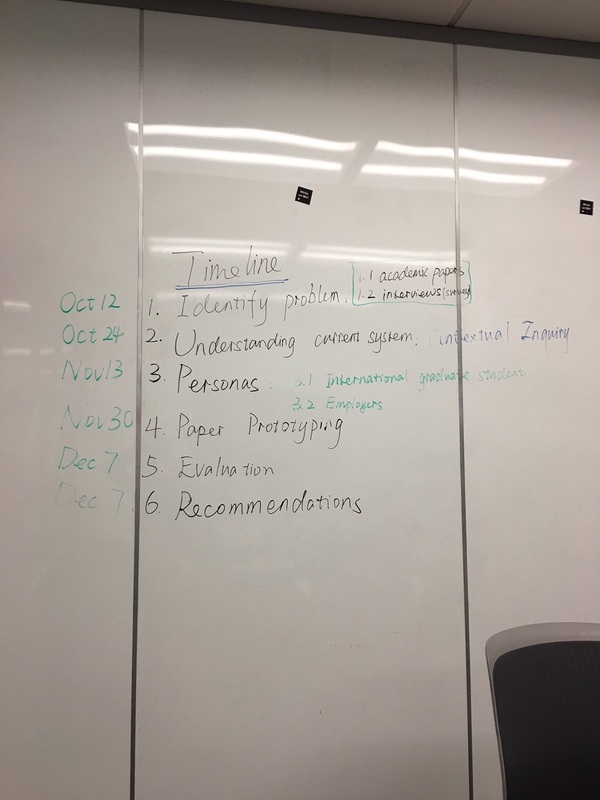 Timeline
1.1 academic papers
1.2 interviews/survey
Oct 12 1. Identify problem.
Oct 24 2. Understanding current system: Contextual Inquiry
Nov 13 3. Personas: 3.1 International graduate students
3.2 Employers
Nov 30 4. Paper Prototyping
Dec 7 5. Evaluation
Dec 7. 6. Recommendations